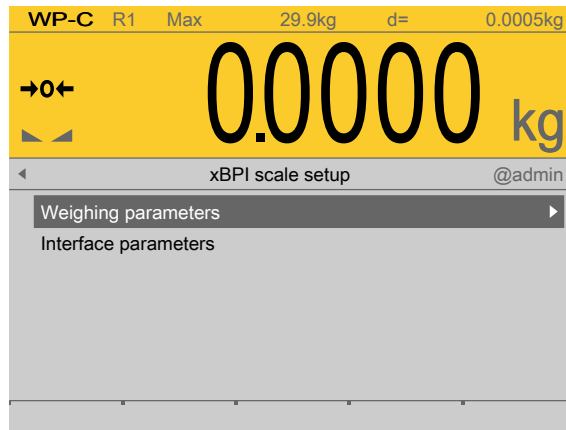 WP-C R1 Max 29.9kg d= 0.0005kg
→0← 0.0000 kg
xBPI scale setup @admin
Weighing parameters
Interface parameters